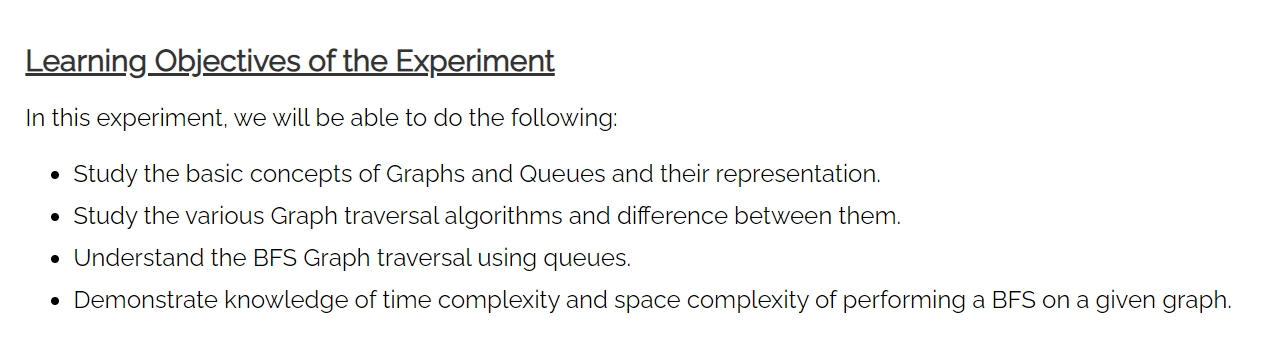 Learning Objectives of the Experiment
In this experiment, we will be able to do the following:
• Study the basic concepts of Graphs and Queues and their representation.
• Study the various Graph traversal algorithms and difference between them.
• Understand the BFS Graph traversal using queues.
• Demonstrate knowledge of time complexity and space complexity of performing a BFS on a given graph.